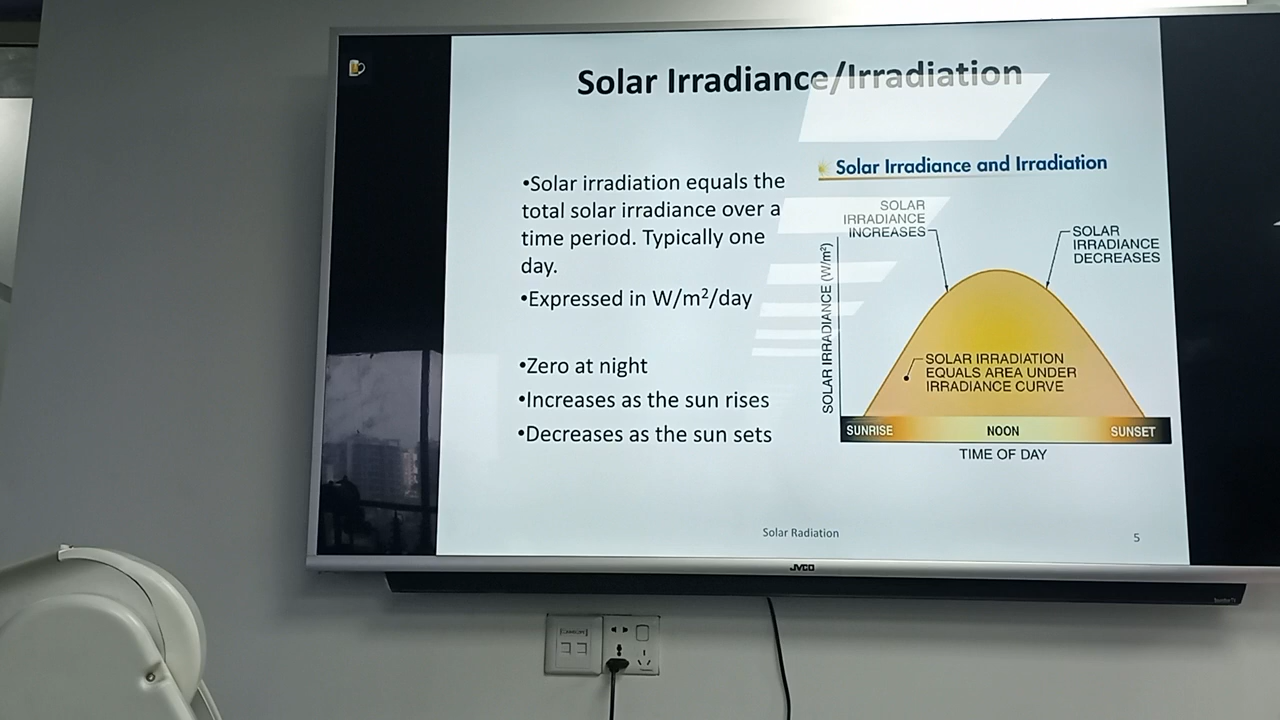 Solar Irradiance/Irradiation
•Solar irradiation equals the
total solar irradiance over a
time period. Typically one
day.
•Expressed in W/m²/day
•Zero at night
•Increases as the sun rises
•Decreases as the sun sets
Solar Irradiance and Irradiation
SOLAR
IRRADIANCE
INCREASES
SOLAR
IRRADIANCE
DECREASES
SOLAR IRRADIANCE (W/m²)
SOLAR IRRADIATION
EQUALS AREA UNDER
IRRADIANCE CURVE
SUNRISE NOON SUNSET
TIME OF DAY
Solar Radiation 5
JVCO